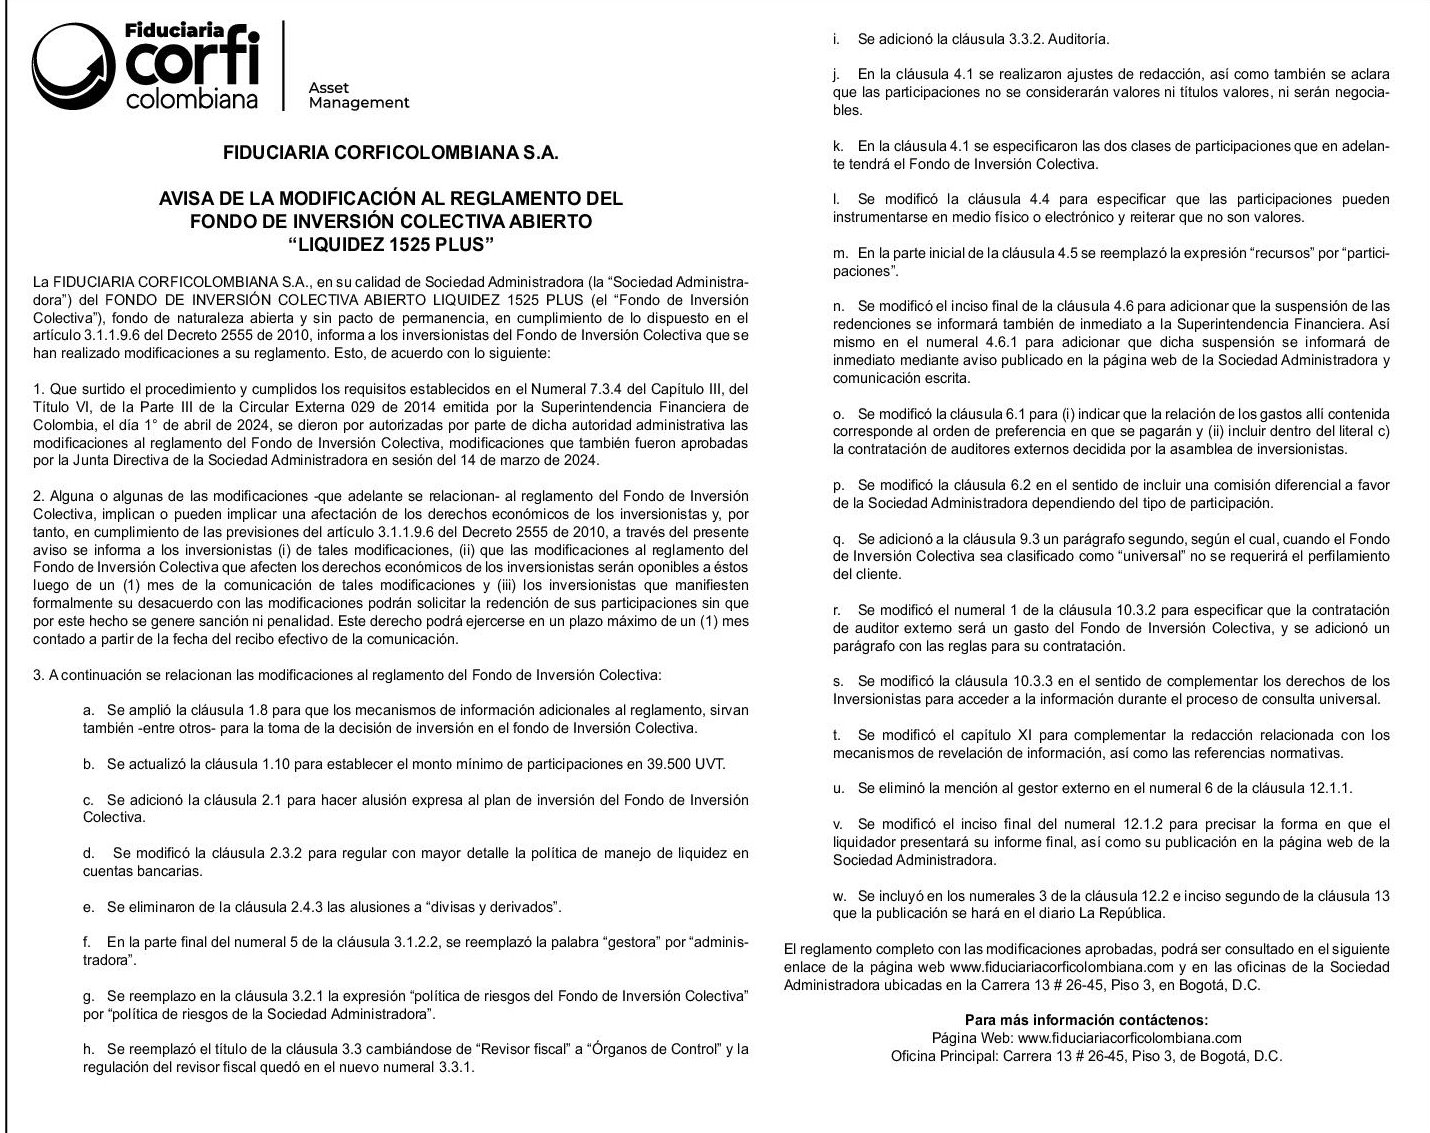 Fiduciaria
corfi
colombiana
Asset
Management
FIDUCIARIA CORFICOLOMBIANA S.A.
AVISA DE LA MODIFICACIÓN AL REGLAMENTO DEL
FONDO DE INVERSIÓN COLECTIVA ABIERTO
“LIQUIDEZ 1525 PLUS”
La FIDUCIARIA CORFICOLOMBIANA S.A., en su calidad de Sociedad Administradora (la “Sociedad Administra-
dora”) del FONDO DE INVERSIÓN COLECTIVA ABIERTO LIQUIDEZ 1525 PLUS (el “Fondo de Inversión
Colectiva”), fondo de naturaleza abierta y sin pacto de permanencia, en cumplimiento de lo dispuesto en el
artículo 3.1.1.9.6 del Decreto 2555 de 2010, informa a los inversionistas del Fondo de Inversión Colectiva que se
han realizado modificaciones a su reglamento. Esto, de acuerdo con lo siguiente:
1. Que surtido el procedimiento y cumplidos los requisitos establecidos en el Numeral 7.3.4 del Capítulo III, del
Título VI, de la Parte III de la Circular Externa 029 de 2014 emitida por la Superintendencia Financiera de
Colombia, el día 1° de abril de 2024, se dieron por autorizadas por parte de dicha autoridad administrativa las
modificaciones al reglamento del Fondo de Inversión Colectiva, modificaciones que también fueron aprobadas
por la Junta Directiva de la Sociedad Administradora en sesión del 14 de marzo de 2024.
2. Alguna o algunas de las modificaciones -que adelante se relacionan- al reglamento del Fondo de Inversión
Colectiva, implican o pueden implicar una afectación de los derechos económicos de los inversionistas y, por
tanto, en cumplimiento de las previsiones del artículo 3.1.1.9.6 del Decreto 2555 de 2010, a través del presente
aviso se informa a los inversionistas (i) de tales modificaciones, (ii) que las modificaciones al reglamento del
Fondo de Inversión Colectiva que afecten los derechos económicos de los inversionistas serán oponibles a éstos
luego de un (1) mes de la comunicación de tales modificaciones y (iii) los inversionistas que manifiesten
formalmente su desacuerdo con las modificaciones podrán solicitar la redención de sus participaciones sin que
por este hecho se genere sanción ni penalidad. Este derecho podrá ejercerse en un plazo máximo de un (1) mes
contado a partir de la fecha del recibo efectivo de la comunicación.
3. A continuación se relacionan las modificaciones al reglamento del Fondo de Inversión Colectiva:
a. Se amplió la cláusula 1.8 para que los mecanismos de información adicionales al reglamento, sirvan
también -entre otros- para la toma de la decisión de inversión en el fondo de Inversión Colectiva.
b. Se actualizó la cláusula 1.10 para establecer el monto mínimo de participaciones en 39.500 UVT.
c. Se adicionó la cláusula 2.1 para hacer alusión expresa al plan de inversión del Fondo de Inversión
Colectiva.
d. Se modificó la cláusula 2.3.2 para regular con mayor detalle la política de manejo de liquidez en
cuentas bancarias.
e. Se eliminaron de la cláusula 2.4.3 las alusiones a “divisas y derivados”.
f. En la parte final del numeral 5 de la cláusula 3.1.2.2, se reemplazó la palabra “gestora” por “adminis-
tradora”.
g. Se reemplazo en la cláusula 3.2.1 la expresión “política de riesgos del Fondo de Inversión Colectiva”
por “política de riesgos de la Sociedad Administradora”.
h. Se reemplazó el título de la cláusula 3.3 cambiándose de “Revisor fiscal” a “Órganos de Control” y la
regulación del revisor fiscal quedó en el nuevo numeral 3.3.1.
i. Se adicionó la cláusula 3.3.2. Auditoría.
j. En la cláusula 4.1 se realizaron ajustes de redacción, así como también se aclara
que las participaciones no se considerarán valores ni títulos valores, ni serán negocia-
bles.
k. En la cláusula 4.1 se especificaron las dos clases de participaciones que en adelan-
te tendrá el Fondo de Inversión Colectiva.
l. Se modificó la cláusula 4.4 para especificar que las participaciones pueden
instrumentarse en medio físico o electrónico y reiterar que no son valores.
m. En la parte inicial de la cláusula 4.5 se reemplazó la expresión “recursos” por “partici-
paciones”.
n. Se modificó el inciso final de la cláusula 4.6 para adicionar que la suspensión de las
redenciones se informará también de inmediato a la Superintendencia Financiera. Así
mismo en el numeral 4.6.1 para adicionar que dicha suspensión se informará de
inmediato mediante aviso publicado en la página web de la Sociedad Administradora y
comunicación escrita.
o. Se modificó la cláusula 6.1 para (i) indicar que la relación de los gastos allí contenida
corresponde al orden de preferencia en que se pagarán y (ii) incluir dentro del literal c)
la contratación de auditores externos decidida por la asamblea de inversionistas.
p. Se modificó la cláusula 6.2 en el sentido de incluir una comisión diferencial a favor
de la Sociedad Administradora dependiendo del tipo de participación.
q. Se adicionó a la cláusula 9.3 un parágrafo segundo, según el cual, cuando el Fondo
de Inversión Colectiva sea clasificado como “universal” no se requerirá el perfilamiento
del cliente.
r. Se modificó el numeral 1 de la cláusula 10.3.2 para especificar que la contratación
de auditor externo será un gasto del Fondo de Inversión Colectiva, y se adicionó un
parágrafo con las reglas para su contratación.
s. Se modificó la cláusula 10.3.3 en el sentido de complementar los derechos de los
Inversionistas para acceder a la información durante el proceso de consulta universal.
t. Se modificó el capítulo XI para complementar la redacción relacionada con los
mecanismos de revelación de información, así como las referencias normativas.
u. Se eliminó la mención al gestor externo en el numeral 6 de la cláusula 12.1.1.
v. Se modificó el inciso final del numeral 12.1.2 para precisar la forma en que el
liquidador presentará su informe final, así como su publicación en la página web de la
Sociedad Administradora.
w. Se incluyó en los numerales 3 de la cláusula 12.2 e inciso segundo de la cláusula 13
que la publicación se hará en el diario La República.
El reglamento completo con las modificaciones aprobadas, podrá ser consultado en el siguiente
enlace de la página web www.fiduciariacorficolombiana.com y en las oficinas de la Sociedad
Administradora ubicadas en la Carrera 13 # 26-45, Piso 3, en Bogotá, D.C.
Para más información contáctenos:
Página Web: www.fiduciariacorficolombiana.com
Oficina Principal: Carrera 13 # 26-45, Piso 3, de Bogotá, D.C.